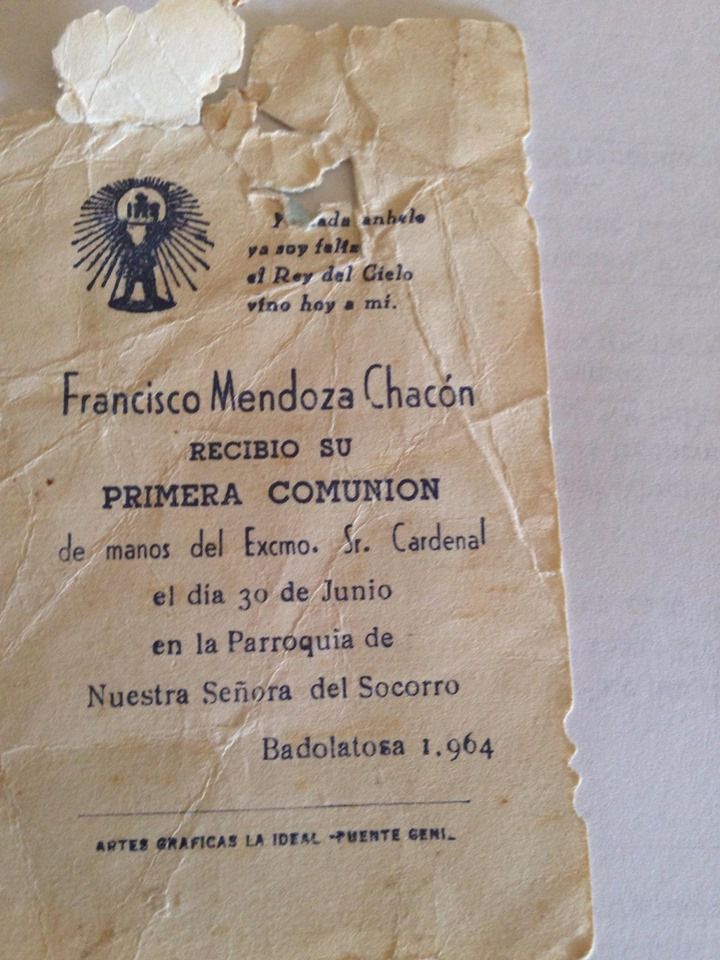 IHS
anhelo
ya soy feliz
el Rey del Cielo
vino hoy a mí.
Francisco Mendoza Chacón
RECIBIO SU
PRIMERA COMUNION
de manos del Excmo. Sr. Cardenal
el día 30 de Junio
en la Parroquia de
Nuestra Señora del Socorro
Badolatosa 1.964
ARTES GRAFICAS LA IDEAL -PUENTE GENIL